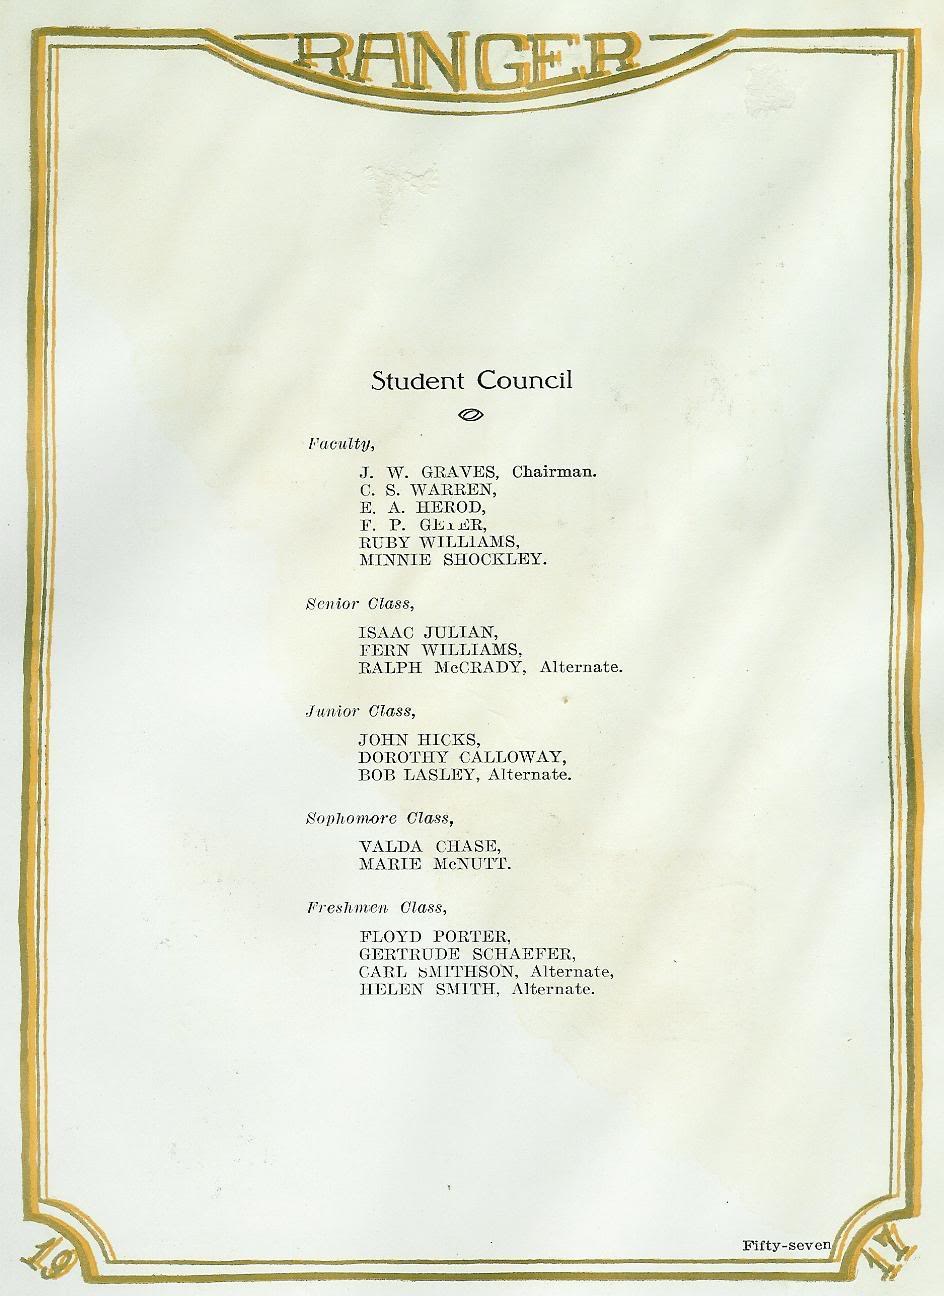 RANGER
Student Council
Faculty,
J. W. GRAVES, Chairman.
C. S. WARREN,
E. A. HEROD,
F. P. GEIER,
RUBY WILLIAMS,
MINNIE SHOCKLEY.
Senior Class,
ISAAC JULIAN,
FERN WILLIAMS,
RALPH McCRADY, Alternate.
Junior Class,
JOHN HICKS,
DOROTHY CALLOWAY,
BOB LASLEY, Alternate.
Sophomore Class,
VALDA CHASE,
MARIE McNUTT.
Freshmen Class,
FLOYD PORTER,
GERTRUDE SCHAEFER,
CARL SMITHSON, Alternate,
HELEN SMITH, Alternate.
Fifty-seven
19 17